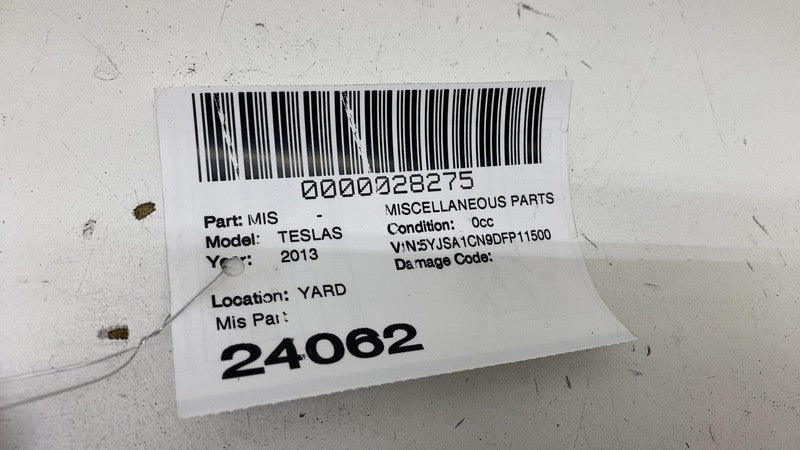 0000028275
Part: MIS - MISCELLANEOUS PARTS
Model: TESLAS Condition: 0cc
Year: 2013 VIN:5YJSA1CN9DFP11500
Damage Code:
Location: YARD
Mis Part
24062